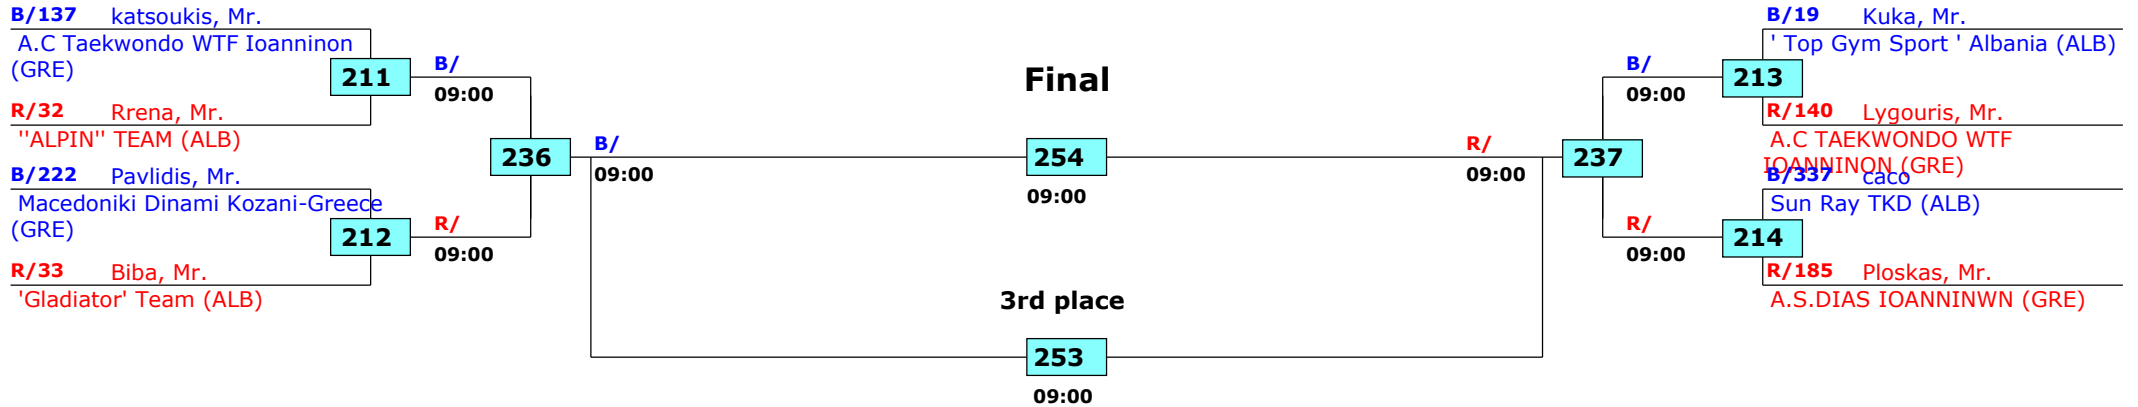 B/137 katsoukis, Mr.
A.C Taekwondo WTF Ioanninon
(GRE)
211
R/32 Rrena, Mr.
''ALPIN'' TEAM (ALB)
B/222 Pavlidis, Mr.
Macedoniki Dinami Kozani-Greece
(GRE)
212
R/33 Biba, Mr.
'Gladiator' Team (ALB)
B/
09:00
R/
09:00
236
B/
09:00
Final
254
09:00
3rd place
253
09:00
R/
09:00
237
B/
09:00
R/
09:00
B/19 Kuka, Mr.
' Top Gym Sport ' Albania (ALB)
213
R/140 Lygouris, Mr.
A.C TAEKWONDO WTF
IOANNINON (GRE)
B/337 caco
Sun Ray TKD (ALB)
214
R/185 Ploskas, Mr.
A.S.DIAS IOANNINWN (GRE)